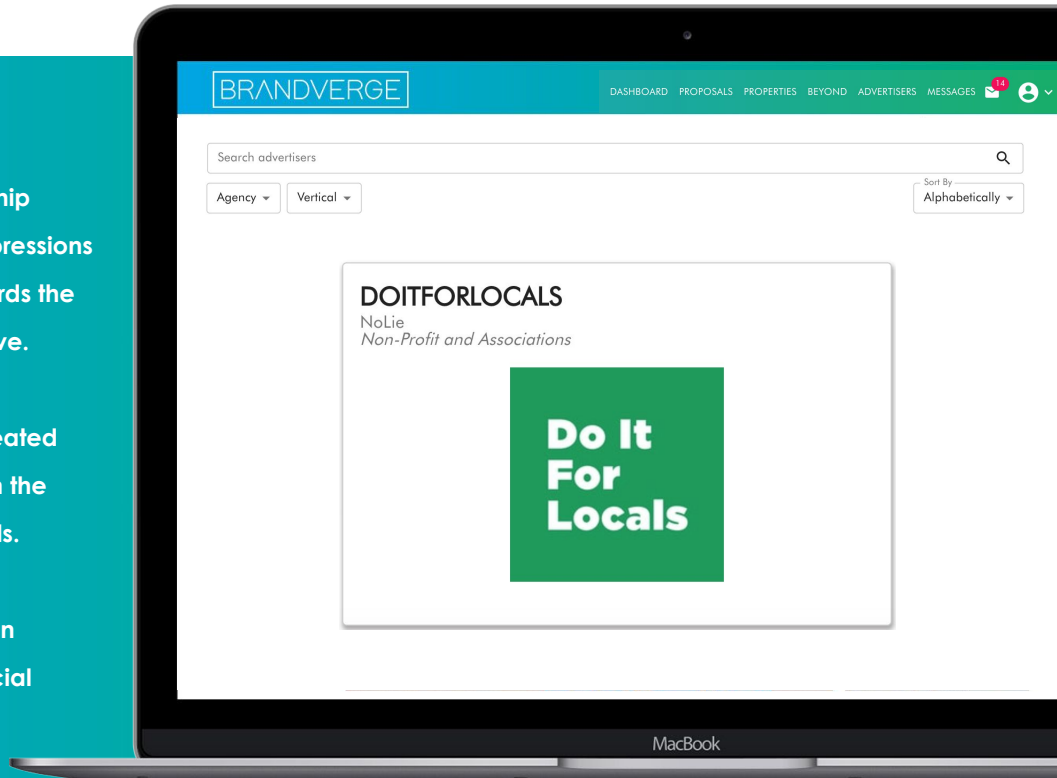 pressions
rds the
ve.
eated
the
ls.
n
cial
BRANDVERGE
DASHBOARD PROPOSALS PROPERTIES BEYOND ADVERTISERS MESSAGES 14
Search advertisers
Agency Vertical
Sort By
Alphabetically
DOITFORLOCALS
NoLie
Non-Profit and Associations
Do It
For
Locals
MacBook